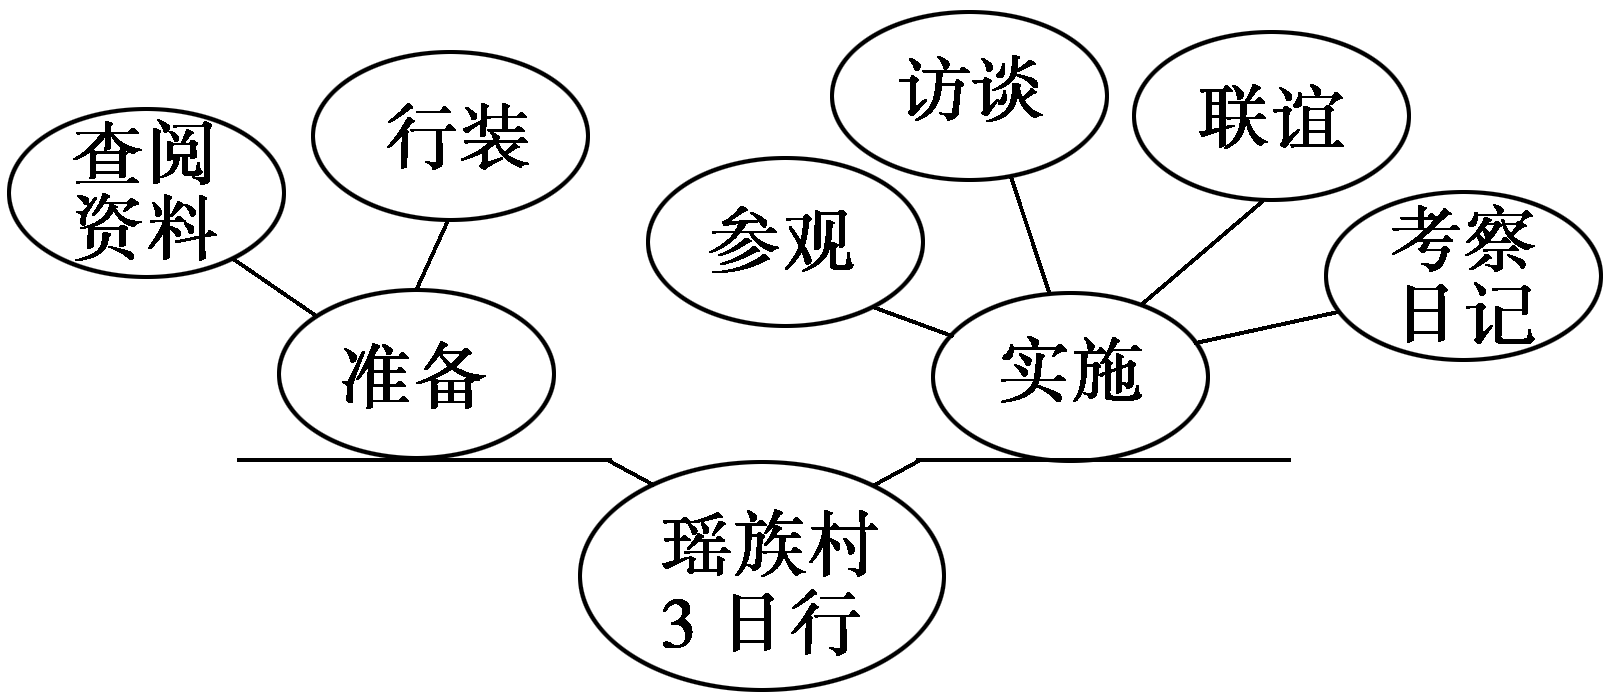 查阅
资料
行装
准备
参观
访谈
联谊
考察
日记
实施
瑶族村
3日行